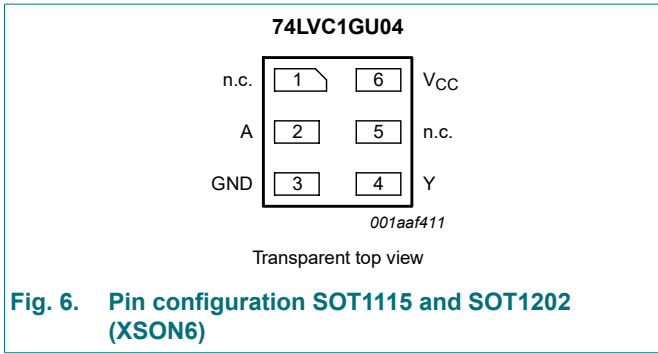 74LVC1GU04
n.c. 1 6 VCC
A 2 5 n.c.
GND 3 4 Y
001aaf411
Transparent top view
Fig. 6. Pin configuration SOT1115 and SOT1202
(XSON6)